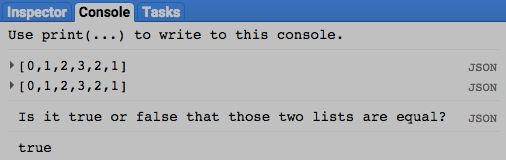 Inspector Console Tasks
Use print(...) to write to this console.
[0,1,2,3,2,1] JSON
[0,1,2,3,2,1] JSON
Is it true or false that those two lists are equal? JSON
true